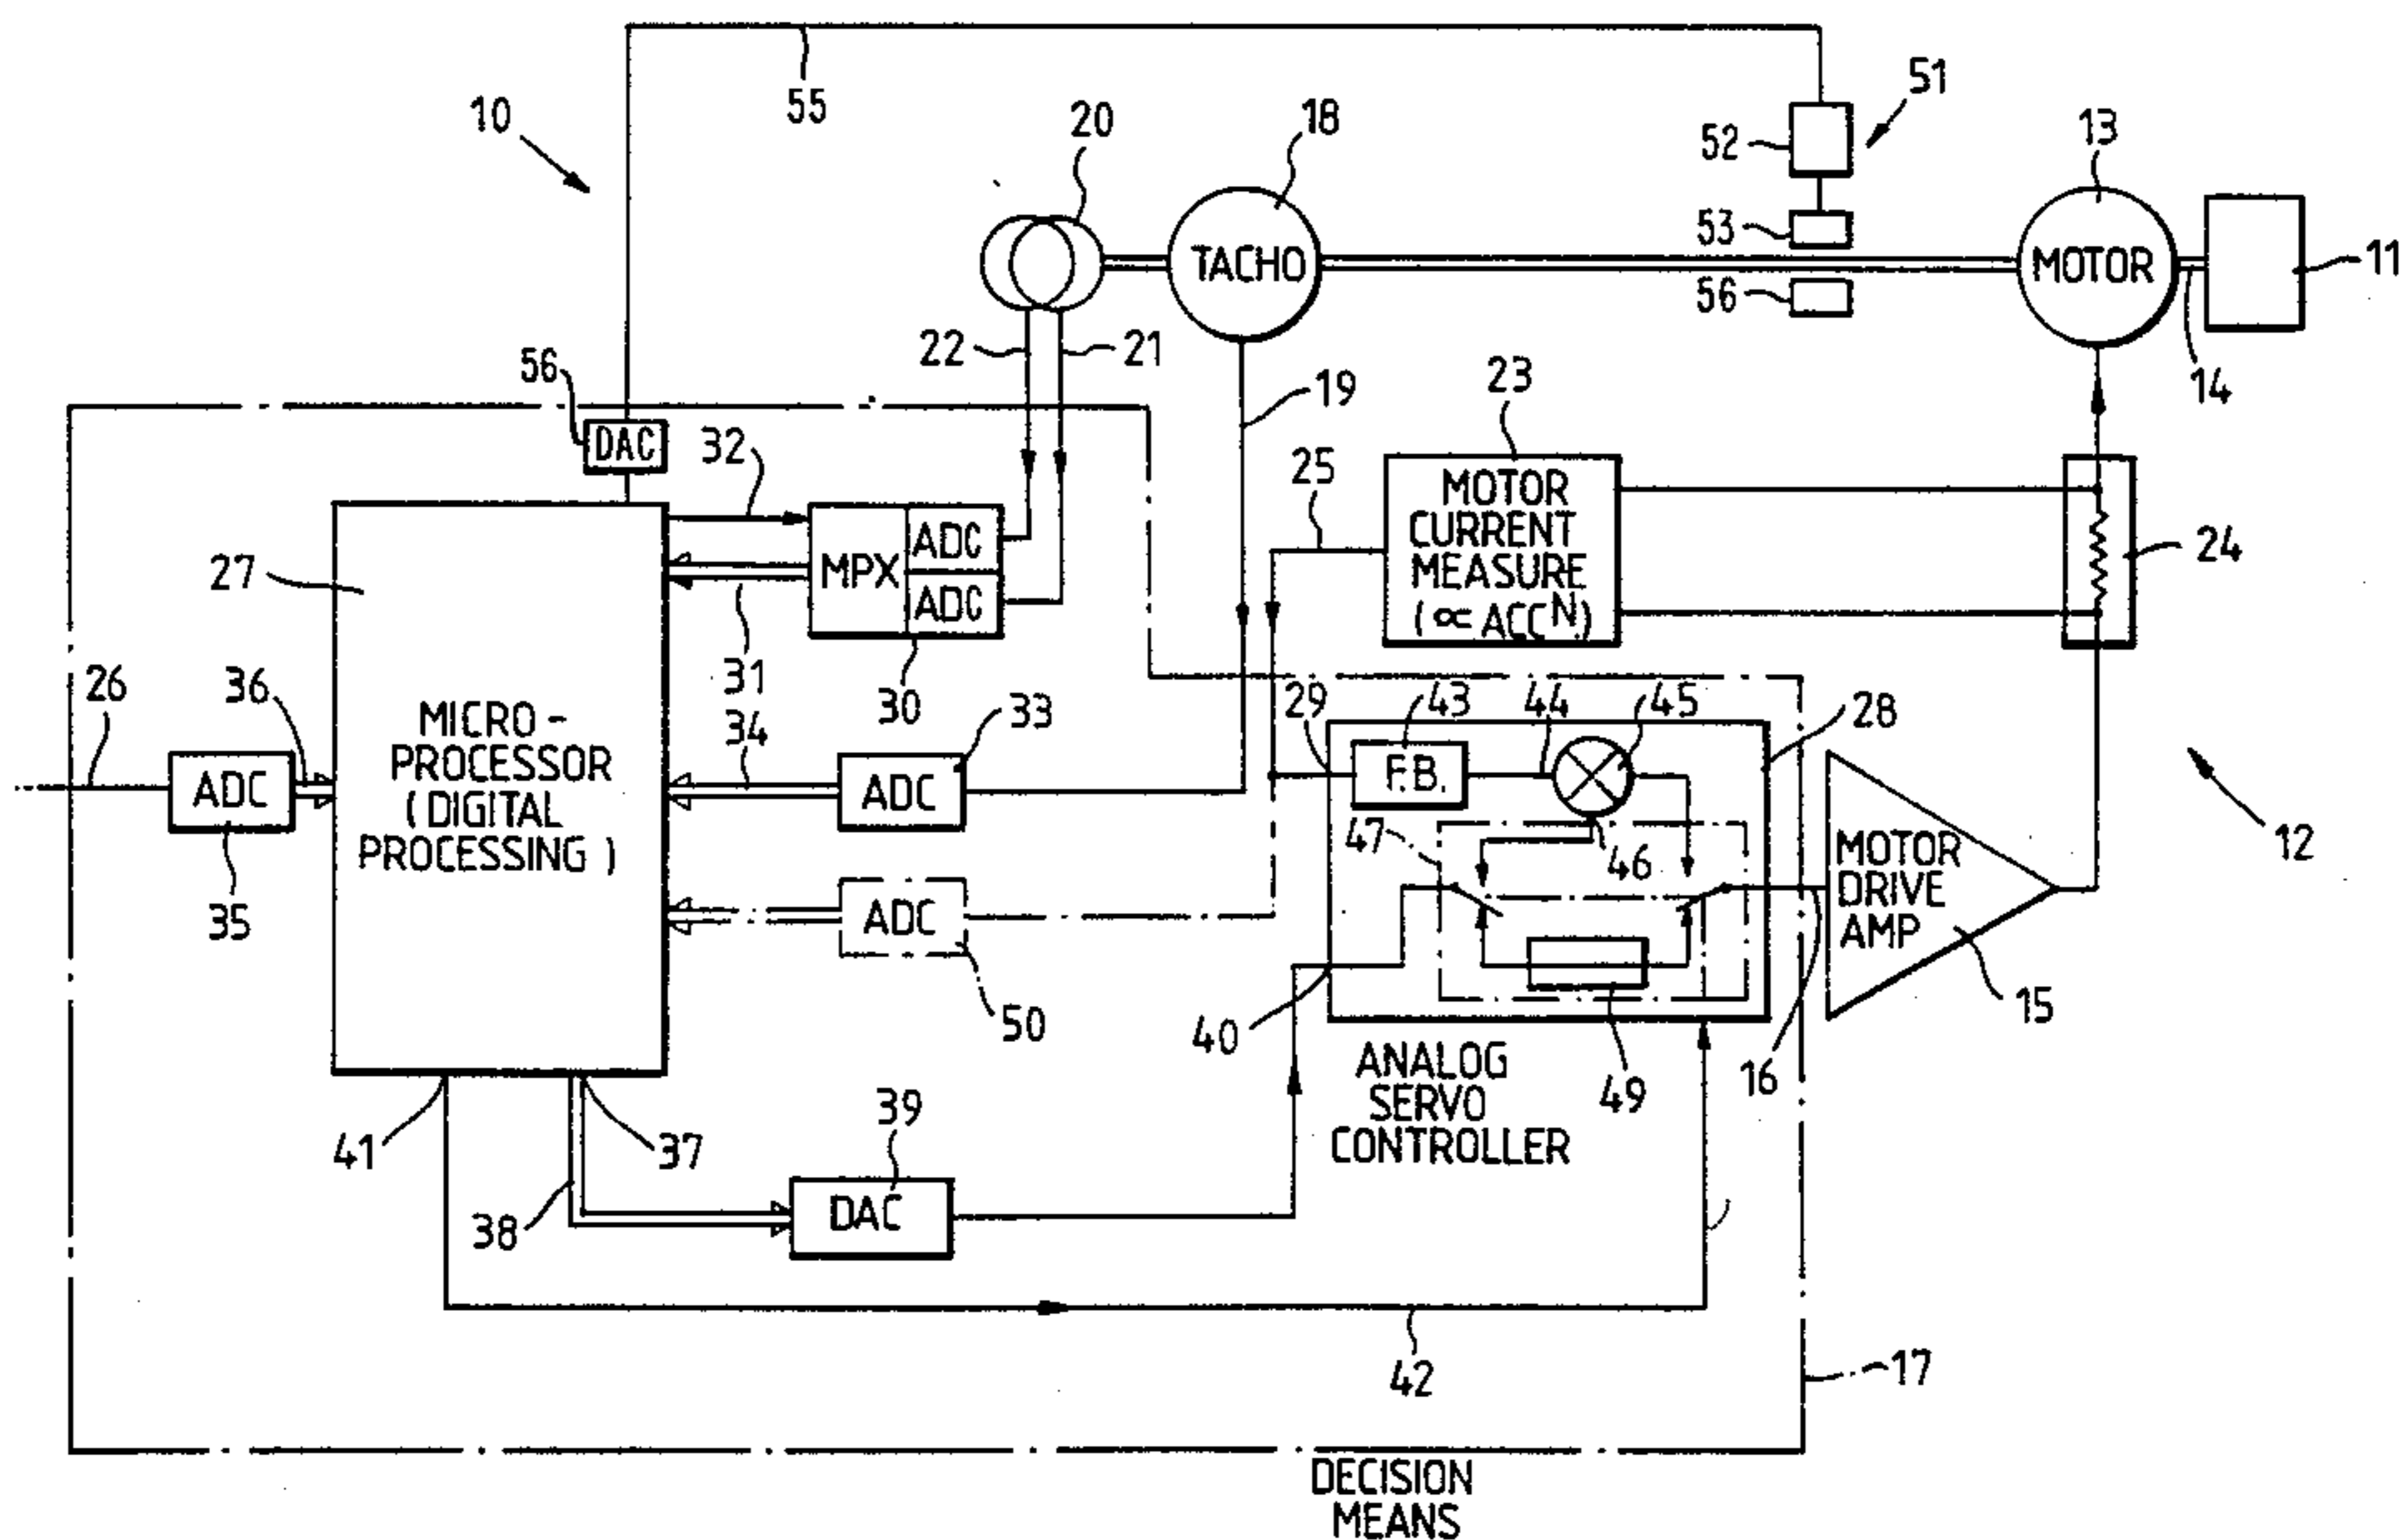 55
51
10
20
18
52
13
53
TACHO
MOTOR
11
56
22
21
14
56
19
23
DAC
32
25
MOTOR
CURRENT
MEASURE
(∝ ACCᴺ.)
24
27
MPX
ADC
ADC
31
30
26
36
34
33
29
43
44
45
28
MICRO-
PROCESSOR
(DIGITAL
PROCESSING)
ADC
35
ADC
F.B.
47
46
MOTOR
DRIVE
AMP
12
ADC
50
40
49
16
15
ANALOG
SERVO
CONTROLLER
41
37
39
38
DAC
42
17
DECISION
MEANS